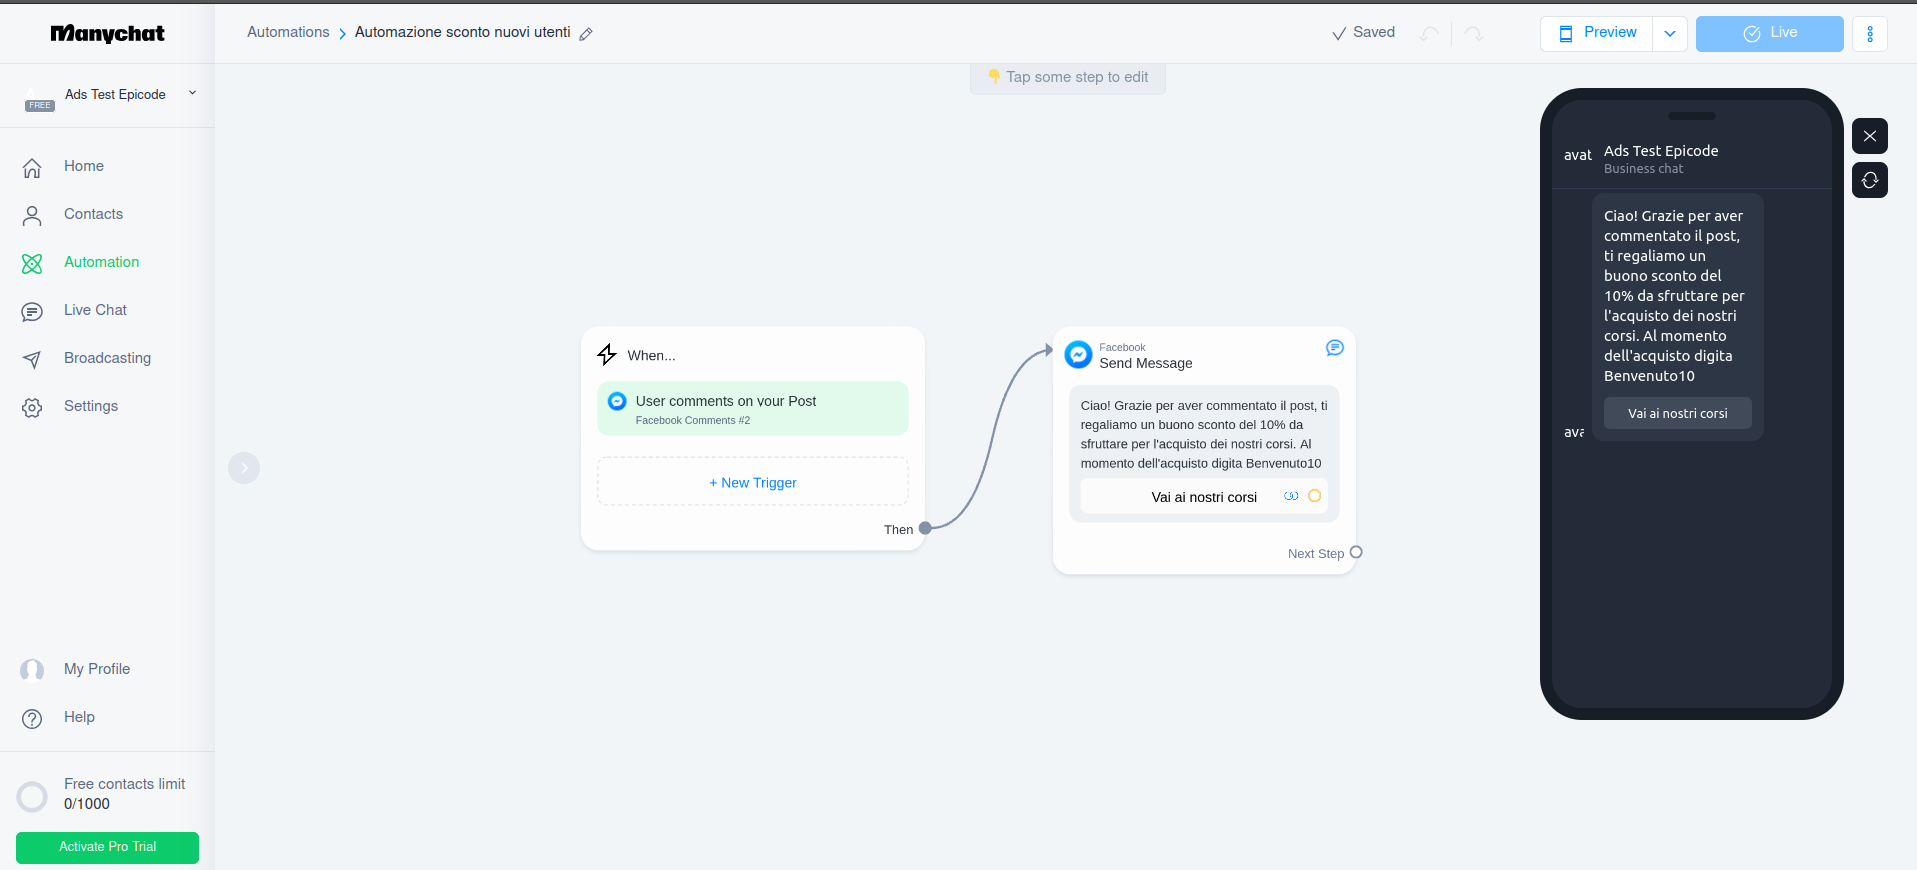 Manychat
Automations
Automazione sconto nuovi utenti
Saved
Preview
Live
👇 Tap some step to edit
FREE
Ads Test Epicode
Home
Contacts
Automation
Live Chat
Broadcasting
Settings
My Profile
Help
Free contacts limit
0/1000
Activate Pro Trial
When...
User comments on your Post
Facebook Comments #2
+ New Trigger
Then
Facebook
Send Message
Ciao! Grazie per aver commentato il post, ti
regaliamo un buono sconto del 10% da
sfruttare per l'acquisto dei nostri corsi. Al
momento dell'acquisto digita Benvenuto10
Vai ai nostri corsi
Next Step
avat
Ads Test Epicode
Business chat
Ciao! Grazie per aver
commentato il post,
ti regaliamo un
buono sconto del
10% da sfruttare per
l'acquisto dei nostri
corsi. Al momento
dell'acquisto digita
Benvenuto10
Vai ai nostri corsi
ava